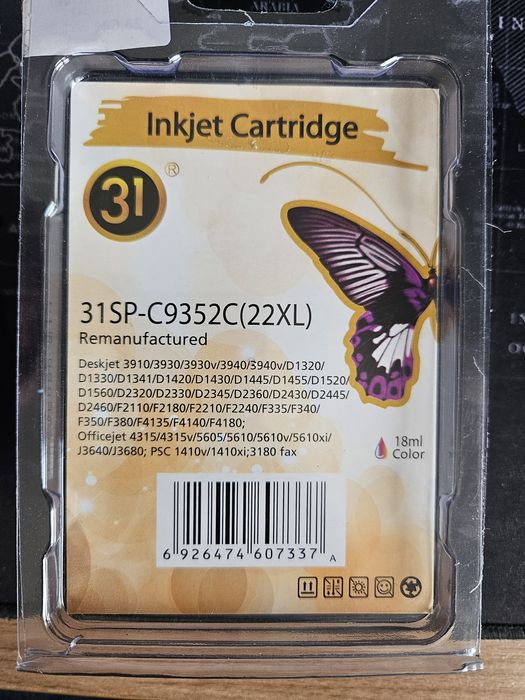 ARABIA
Inkjet Cartridge
31®
31SP-C9352C(22XL)
Remanufactured
Deskjet 3910/3930/3930v/3940/3940v/D1320/
D1330/D1341/D1420/D1430/D1445/D1455/D1520/
D1560/D2320/D2330/D2345/D2360/D2430/D2445/
D2460/F2110/F2180/F2210/F2240/F335/F340/
F350/F380/F4135/F4140/F4180;
Officejet 4315/4315v/5605/5610/5610v/5610xi/
J3640/J3680; PSC 1410v/1410xi;3180 fax
18ml
Color
6 926474 607337 A